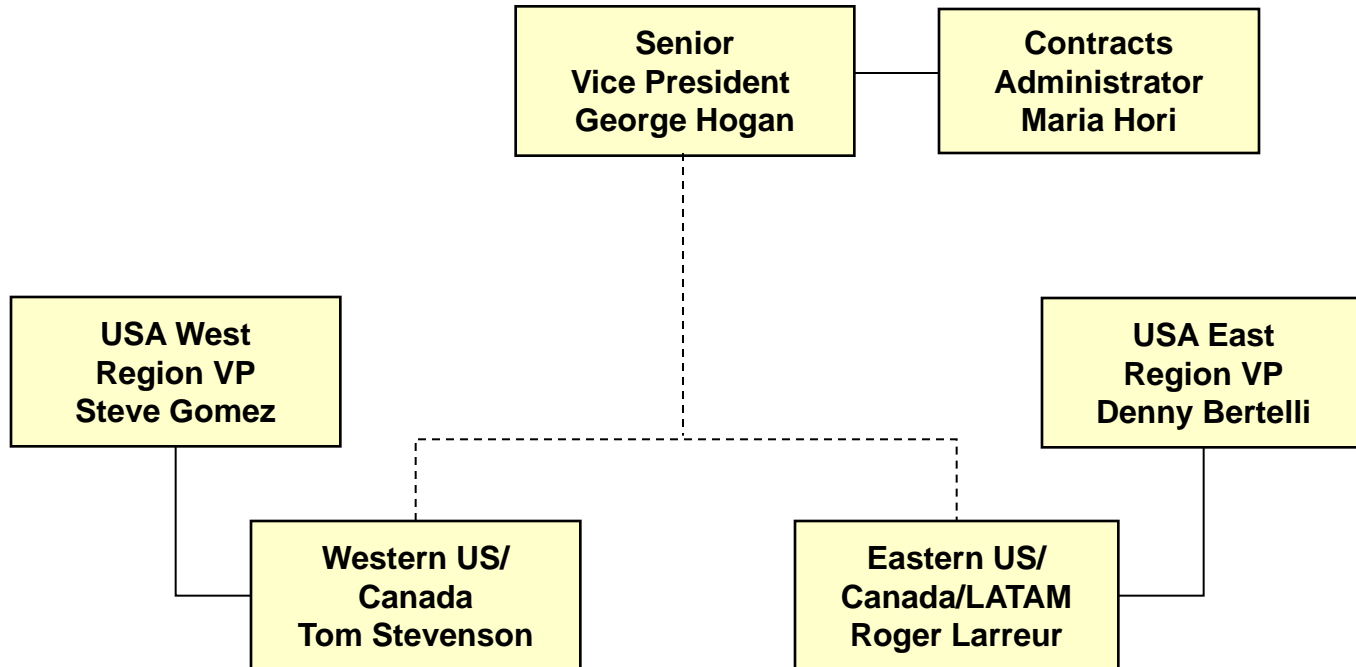 Senior
Vice President
George Hogan
Contracts
Administrator
Maria Hori
USA West
Region VP
Steve Gomez
USA East
Region VP
Denny Bertelli
Western US/
Canada
Tom Stevenson
Eastern US/
Canada/LATAM
Roger Larreur